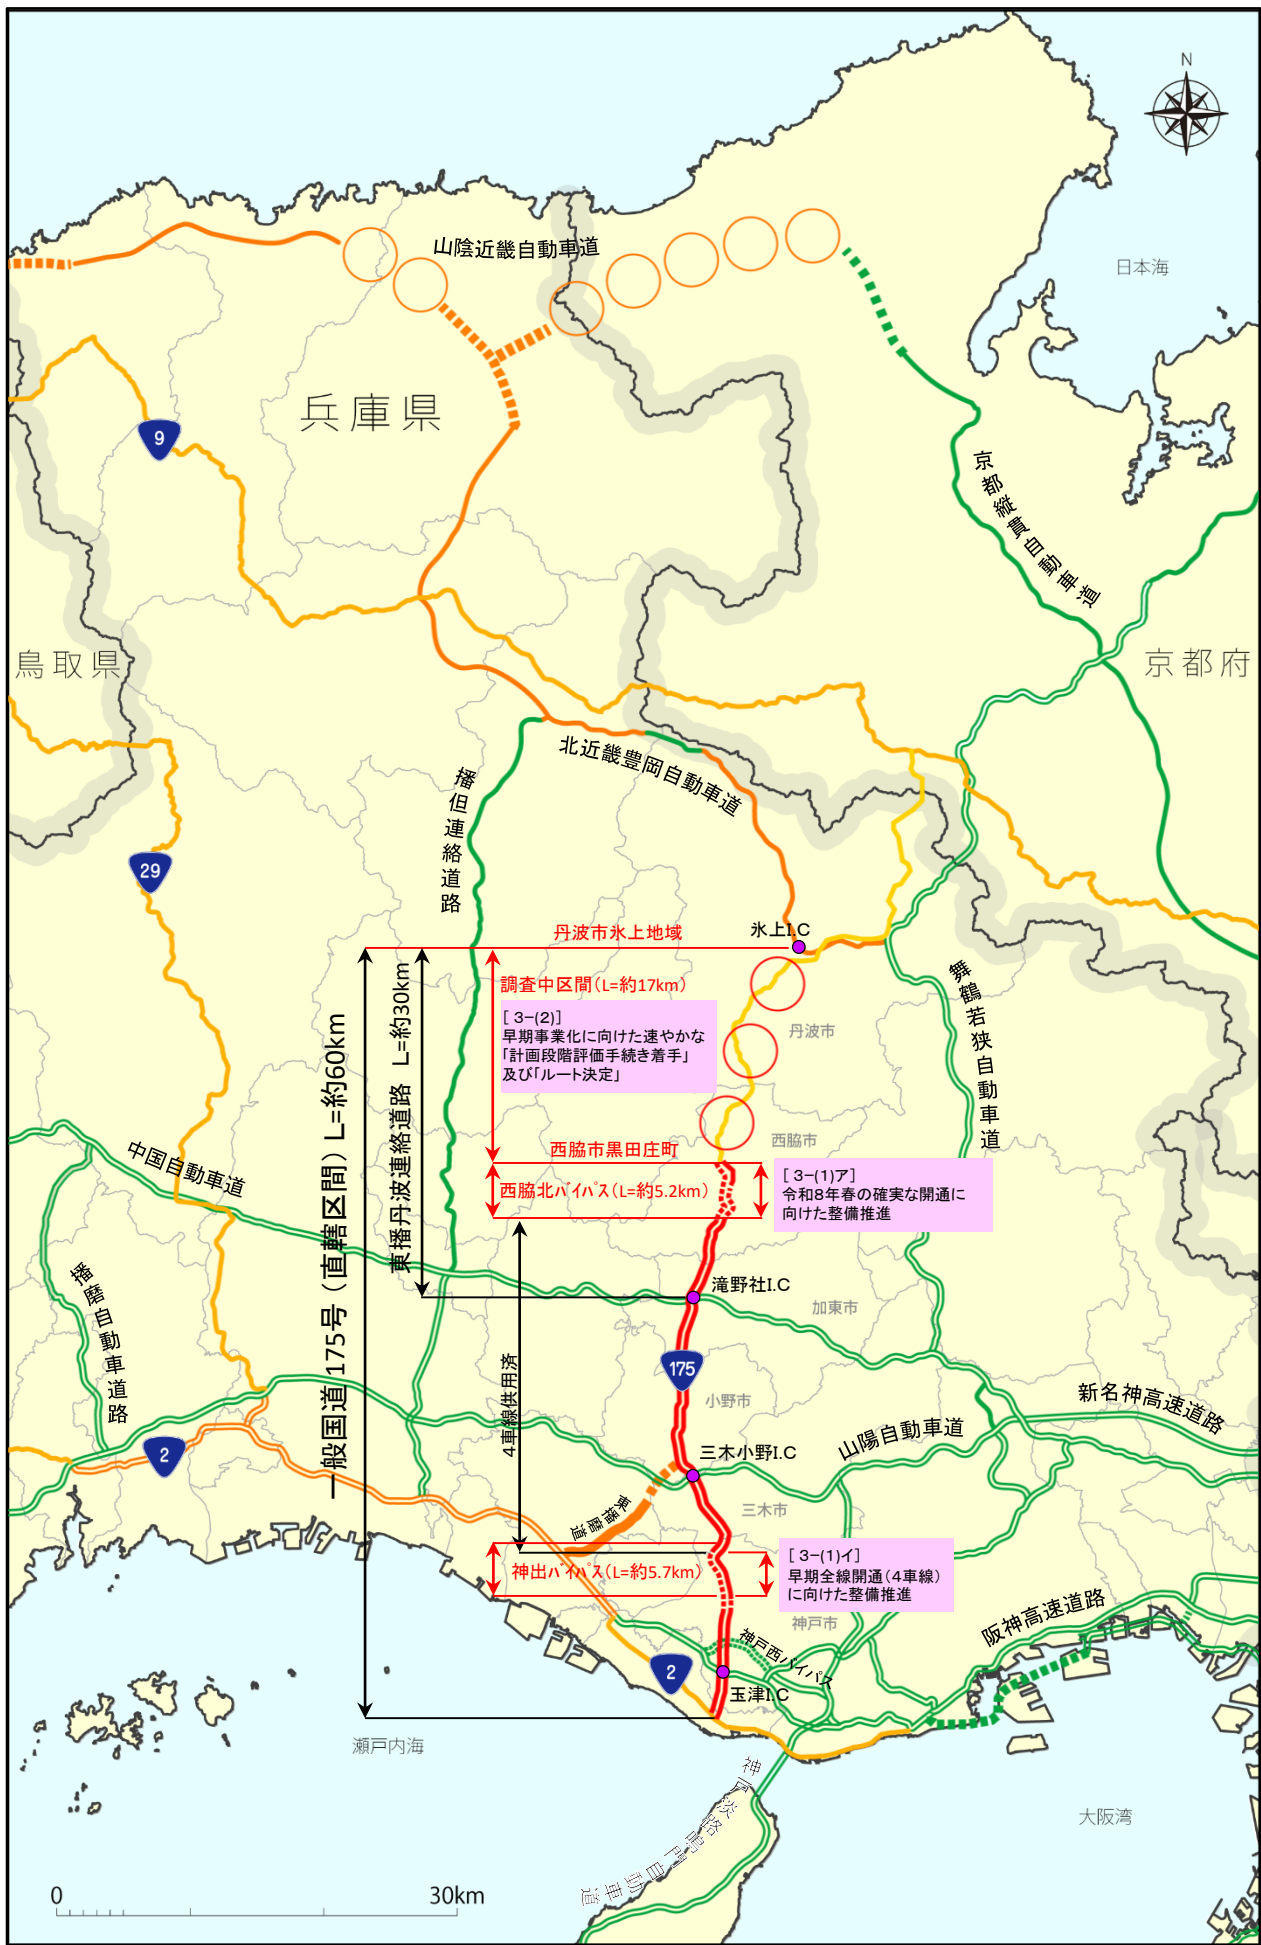 N
山陰近畿自動車道
日本海
兵庫県
9
京都縦貫自動車道
鳥取県
京都府
北近畿豊岡自動車道
播但連絡道路
29
丹波市氷上地域
氷上I.C
調査中区間(L=約17km)
[ 3-(2)]
早期事業化に向けた速やかな
「計画段階評価手続き着手」
及び「ルート決定」
丹波市
舞鶴若狭自動車道
一般国道175号(直轄区間) L=約60km
東播丹波連絡道路 L=約30km
西脇市
西脇市黒田庄町
中国自動車道
西脇北バイパス(L=約5.2km)
[ 3-(1)ア]
令和8年春の確実な開通に
向けた整備推進
滝野社I.C
加東市
播磨自動車道路
4車線供用済
175
小野市
新名神高速道路
山陽自動車道
2
三木小野I.C
三木市
東播磨道
神出バイパス(L=約5.7km)
[ 3-(1)イ]
早期全線開通(4車線)
に向けた整備推進
神戸市
阪神高速道路
神戸西バイパス
2
玉津I.C
瀬戸内海
神戸淡路鳴門自動車道
大阪湾
0
30km